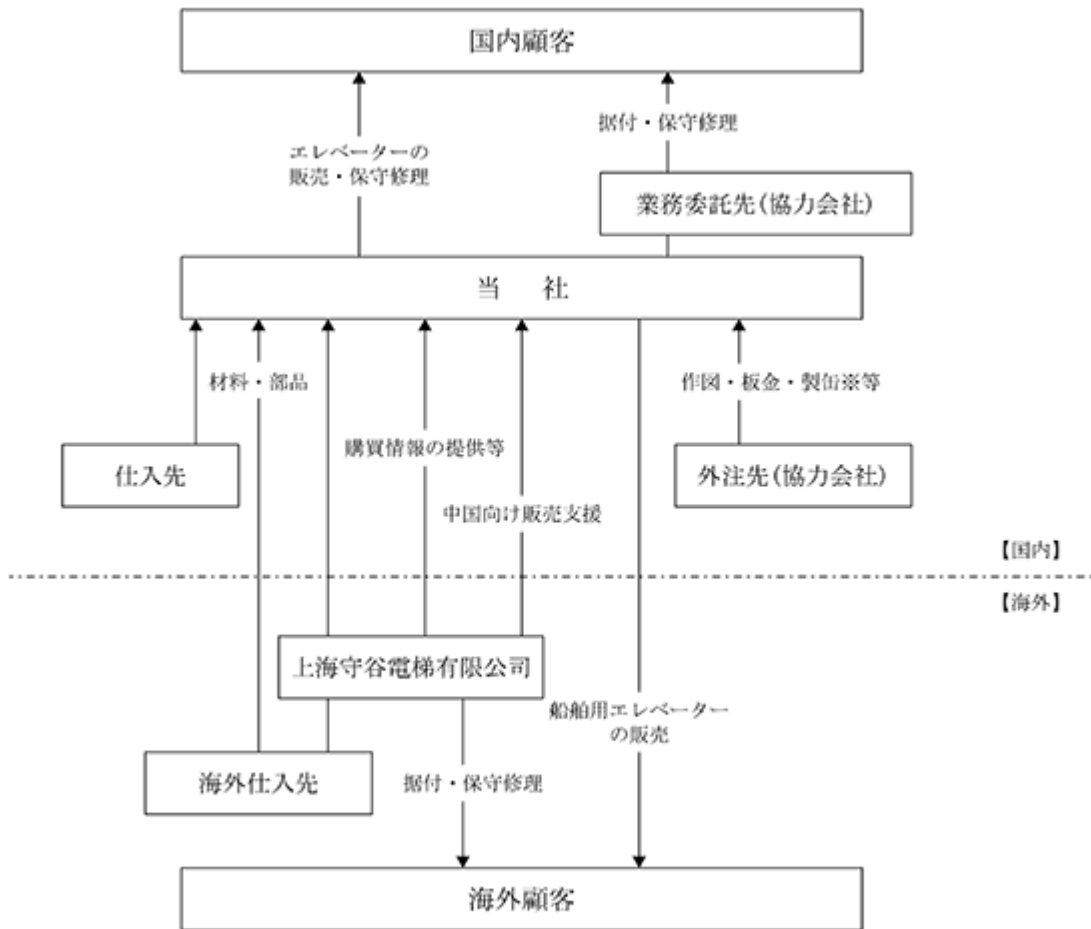 国内顧客
据付・保守修理
エレベーターの
販売・保守修理
業務委託先(協力会社)
当 社
材料・部品
作図・板金・製缶※等
購買情報の提供等
仕入先
外注先(協力会社)
中国向け販売支援
【国内】
【海外】
上海守谷電梯有限公司
船舶用エレベーター
の販売
海外仕入先
据付・保守修理
海外顧客